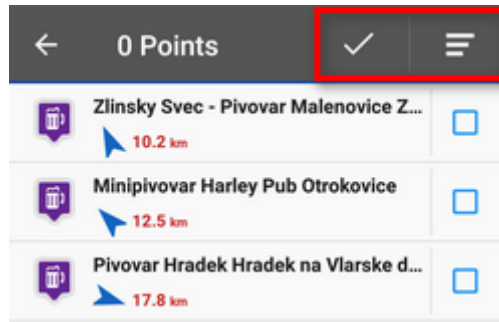 0 Points
Zlinsky Svec - Pivovar Malenovice Z...
10.2 km
Minipivovar Harley Pub Otrokovice
12.5 km
Pivovar Hradek Hradek na Vlarske d...
17.8 km